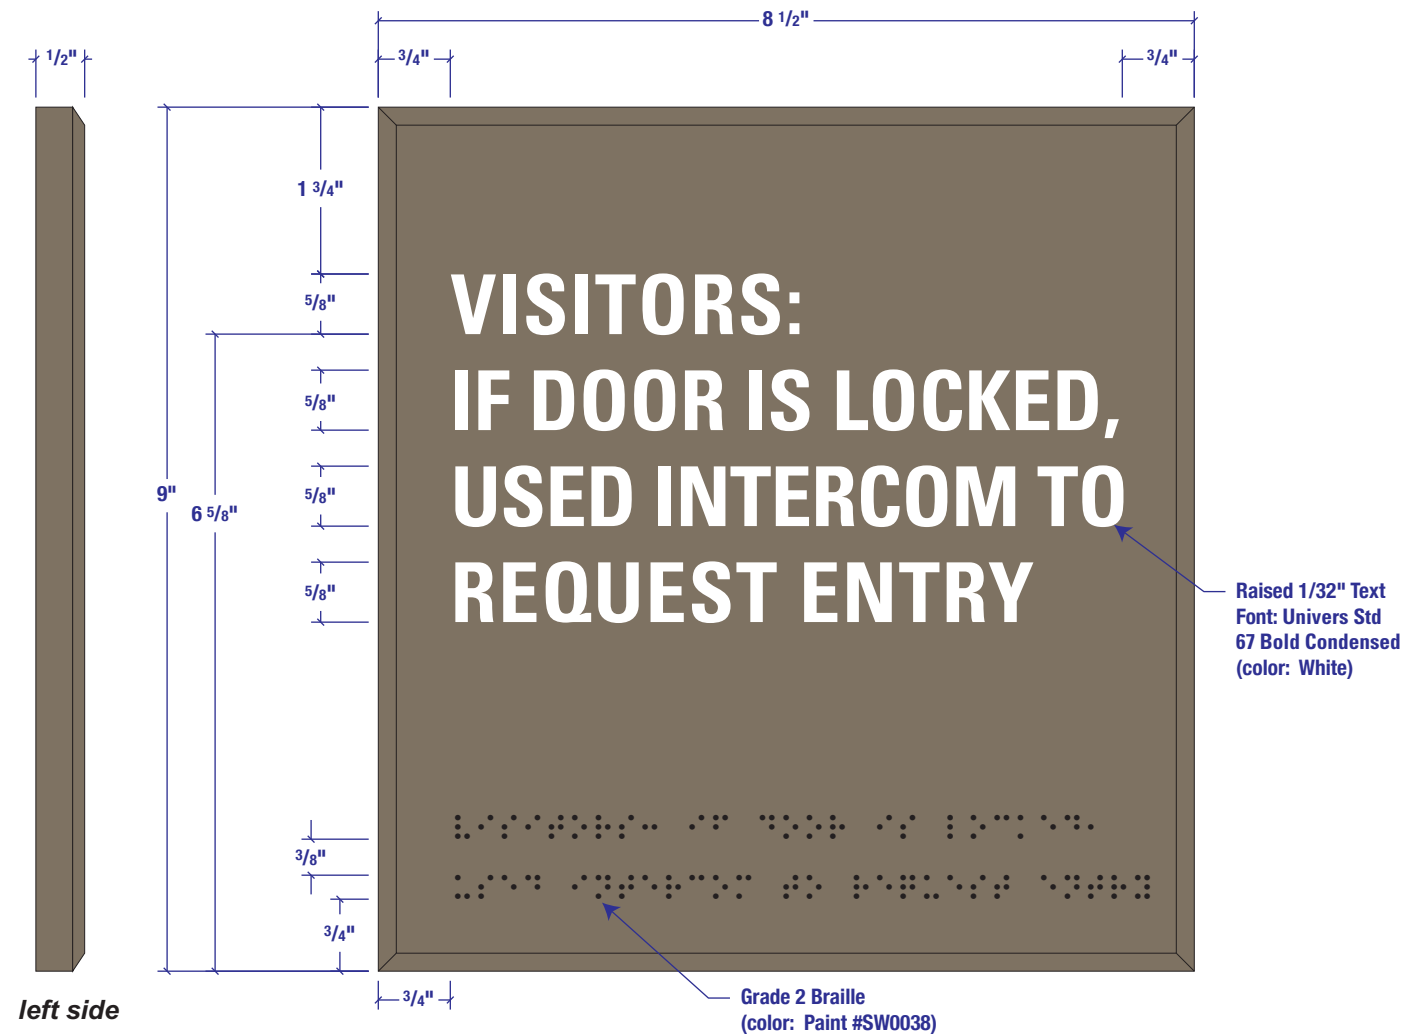 8 1/2"
1/2"
3/4"
3/4"
1 3/4"
5/8"
5/8"
5/8"
5/8"
9"
6 5/8"
VISITORS:
IF DOOR IS LOCKED,
USED INTERCOM TO
REQUEST ENTRY
Raised 1/32" Text
Font: Univers Std
67 Bold Condensed
(color: White)
3/8"
3/4"
3/4"
left side
Grade 2 Braille
(color: Paint #SW0038)